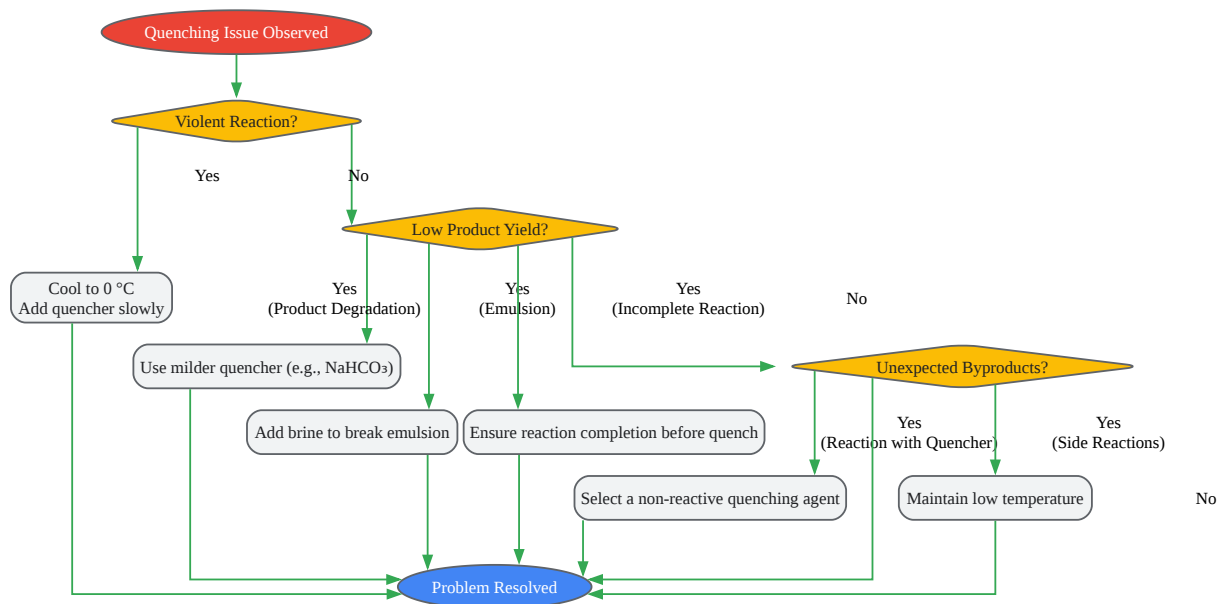 Quenching Issue Observed
Violent Reaction?
Yes
No
Low Product Yield?
Cool to 0 °C
Add quencher slowly
Yes
(Product Degradation)
Yes
(Emulsion)
Yes
(Incomplete Reaction)
No
Use milder quencher (e.g., NaHCO₃)
Unexpected Byproducts?
Add brine to break emulsion
Ensure reaction completion before quench
Yes
(Reaction with Quencher)
Yes
(Side Reactions)
Select a non-reactive quenching agent
Maintain low temperature
No
Problem Resolved